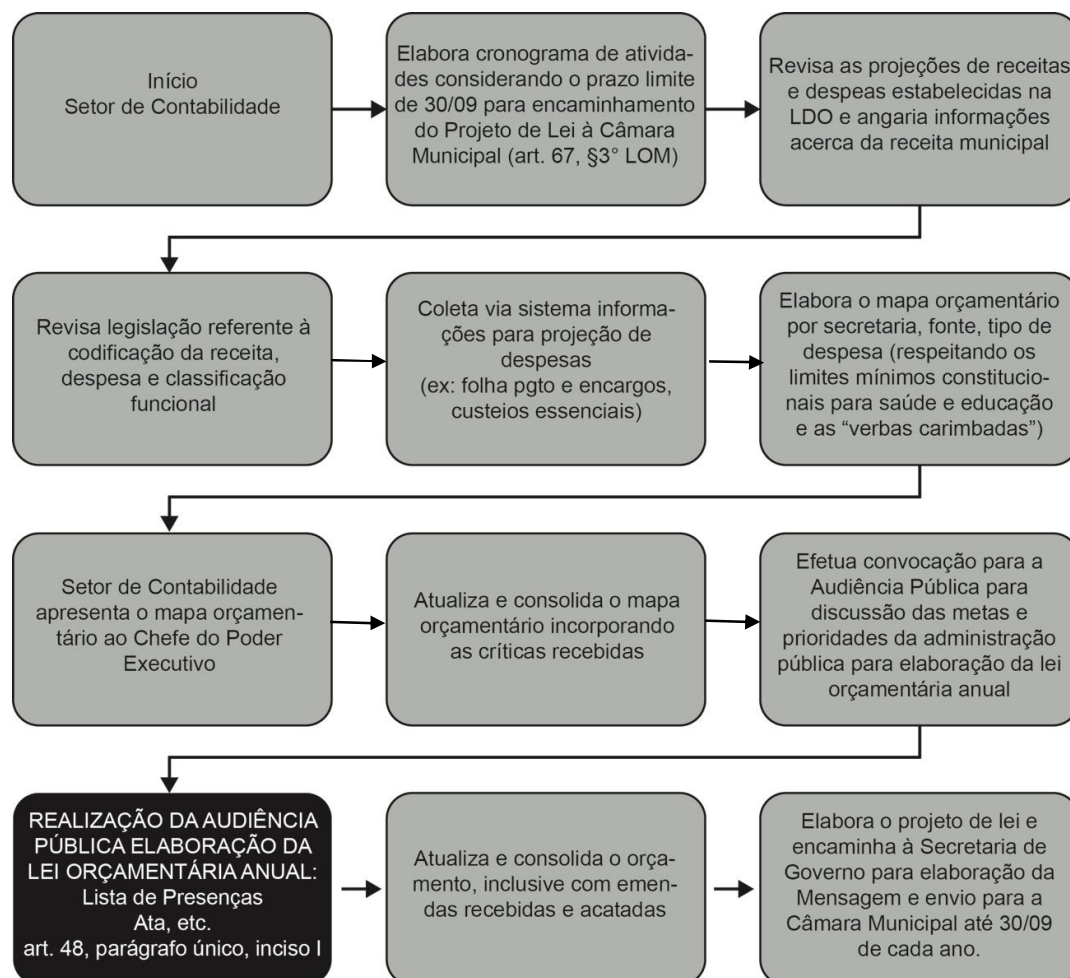 Início
Setor de Contabilidade
Elabora cronograma de ativida-
des considerando o prazo limite
de 30/09 para encaminhamento
do Projeto de Lei à Câmara
Municipal (art. 67, §3° LOM)
Revisa as projeções de receitas
e despeas estabelecidas na
LDO e angaria informações
acerca da receita municipal
Revisa legislação referente à
codificação da receita,
despesa e classificação
funcional
Coleta via sistema informa-
ções para projeção de
despesas
(ex: folha pgto e encargos,
custeios essenciais)
Elabora o mapa orçamentário
por secretaria, fonte, tipo de
despesa (respeitando os
limites mínimos constitucio-
nais para saúde e educação
e as “verbas carimbadas”)
Setor de Contabilidade
apresenta o mapa orçamen-
tário ao Chefe do Poder
Executivo
Atualiza e consolida o mapa
orçamentário incorporando
as críticas recebidas
Efetua convocação para a
Audiência Pública para
discussão das metas e
prioridades da administração
pública para elaboração da lei
orçamentária anual
REALIZAÇÃO DA AUDIÊNCIA
PÚBLICA ELABORAÇÃO DA
LEI ORÇAMENTÁRIA ANUAL:
Lista de Presenças
Ata, etc.
art. 48, parágrafo único, inciso I
Atualiza e consolida o orça-
mento, inclusive com emen-
das recebidas e acatadas
Elabora o projeto de lei e
encaminha à Secretaria de
Governo para elaboração da
Mensagem e envio para a
Câmara Municipal até 30/09
de cada ano.